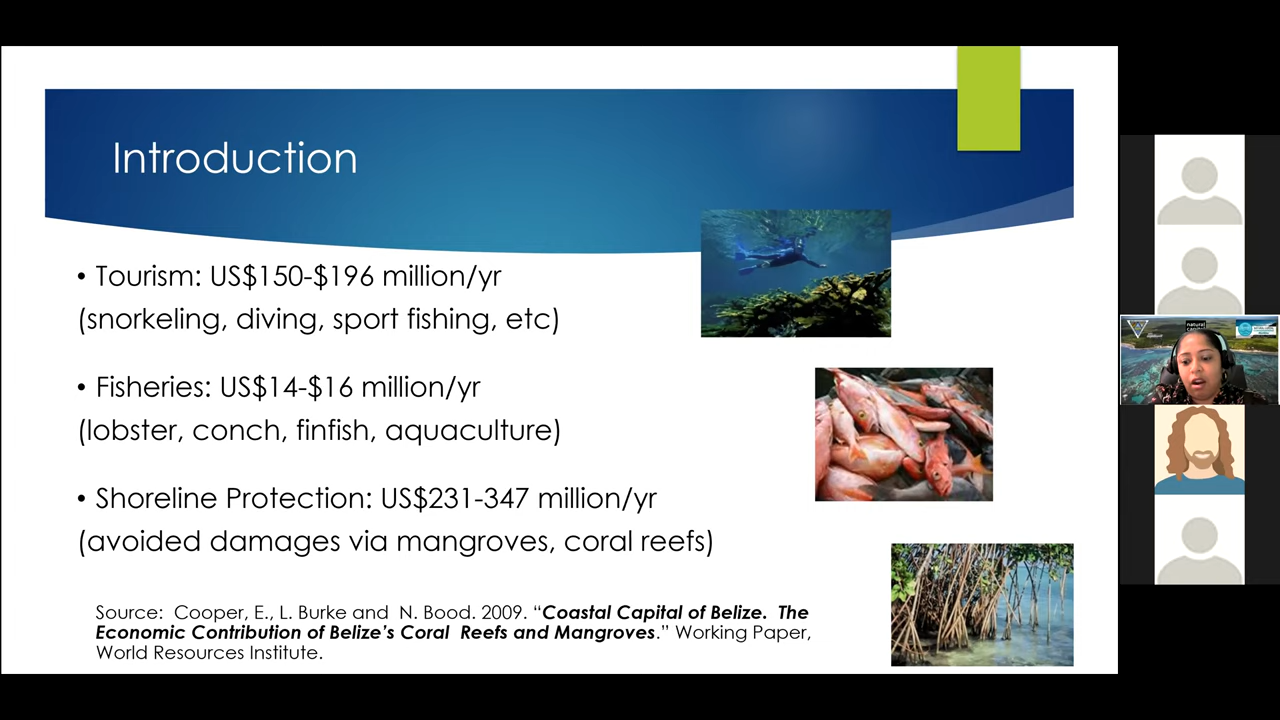 Introduction
• Tourism: US$150-$196 million/yr
(snorkeling, diving, sport fishing, etc)
• Fisheries: US$14-$16 million/yr
(lobster, conch, finfish, aquaculture)
• Shoreline Protection: US$231-347 million/yr
(avoided damages via mangroves, coral reefs)
Source: Cooper, E., L. Burke and N. Bood. 2009. “Coastal Capital of Belize. The
Economic Contribution of Belize’s Coral Reefs and Mangroves.” Working Paper,
World Resources Institute.
natural